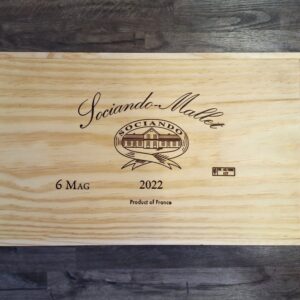 Sociando-Mallet
SOCIANDO
6 MAG 2022
Product of France